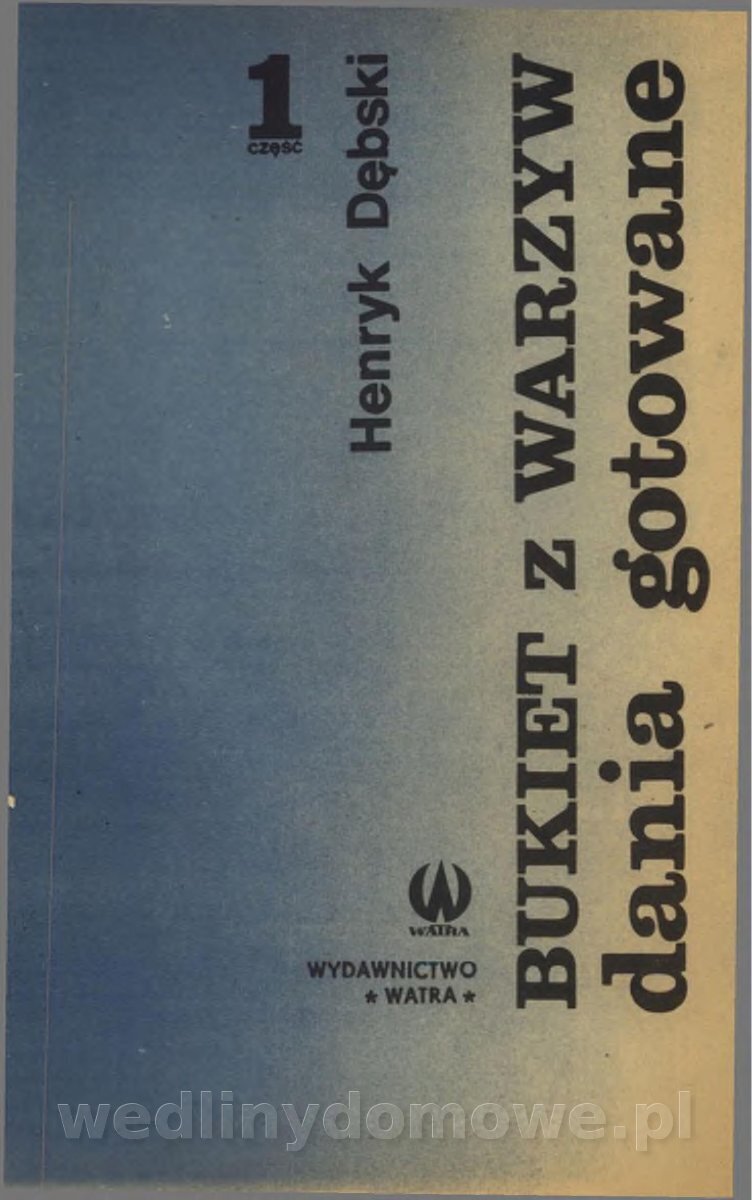 1
część
Henryk Dębski
BUKIET z WARZYW
dania gotowane
WATRA
WYDAWNICTWO
* WATRA *
wedlinydomowe.pl